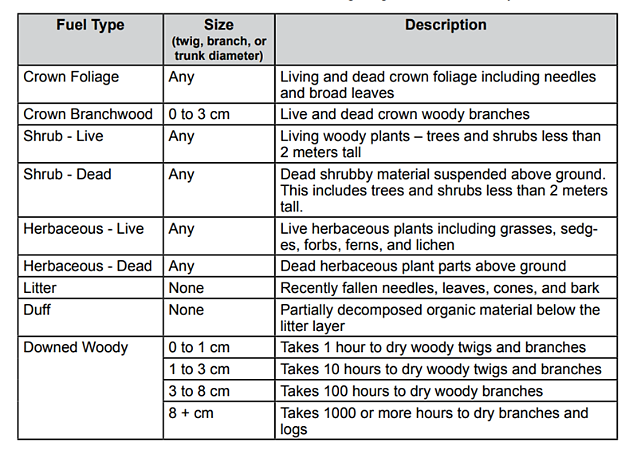 Fuel Type Size Description
(twig, branch, or
trunk diameter)
Crown Foliage Any Living and dead crown foliage including needles
and broad leaves
Crown Branchwood 0 to 3 cm Live and dead crown woody branches
Shrub - Live Any Living woody plants – trees and shrubs less than
2 meters tall
Shrub - Dead Any Dead shrubby material suspended above ground.
This includes trees and shrubs less than 2 meters
tall.
Herbaceous - Live Any Live herbaceous plants including grasses, sedg-
es, forbs, ferns, and lichen
Herbaceous - Dead Any Dead herbaceous plant parts above ground
Litter None Recently fallen needles, leaves, cones, and bark
Duff None Partially decomposed organic material below the
litter layer
Downed Woody 0 to 1 cm Takes 1 hour to dry woody twigs and branches
1 to 3 cm Takes 10 hours to dry woody twigs and branches
3 to 8 cm Takes 100 hours to dry woody branches
8 + cm Takes 1000 or more hours to dry branches and
logs